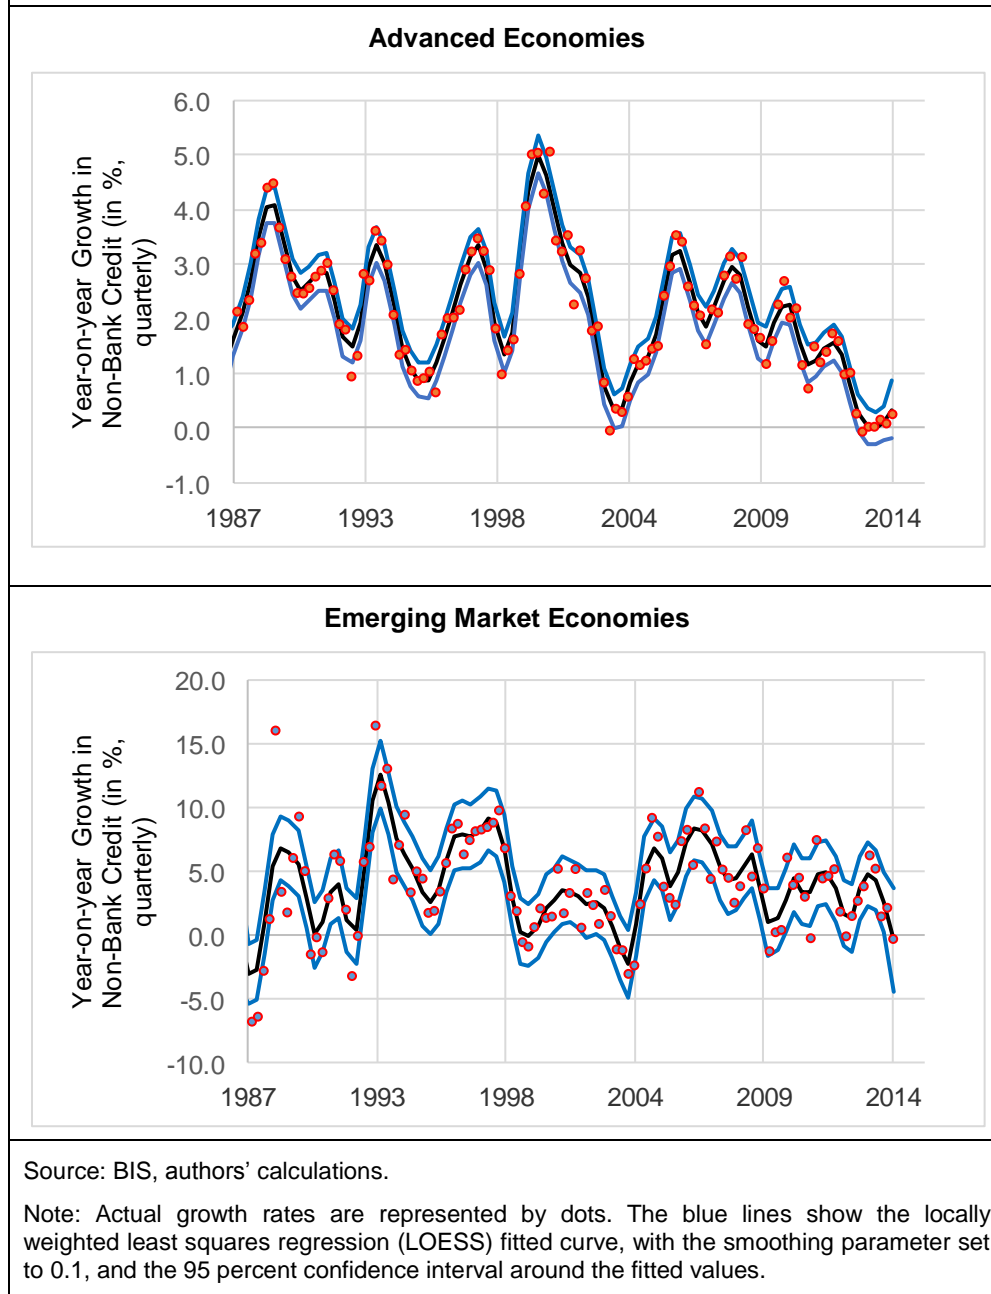 Advanced Economies
Year-on-year Growth in
Non-Bank Credit (in %,
quarterly)
6.0
5.0
4.0
3.0
2.0
1.0
0.0
-1.0
1987 1993 1998 2004 2009 2014
Emerging Market Economies
Year-on-year Growth in
Non-Bank Credit (in %,
quarterly)
20.0
15.0
10.0
5.0
0.0
-5.0
-10.0
1987 1993 1998 2004 2009 2014
Source: BIS, authors’ calculations.
Note: Actual growth rates are represented by dots. The blue lines show the locally
weighted least squares regression (LOESS) fitted curve, with the smoothing parameter set
to 0.1, and the 95 percent confidence interval around the fitted values.